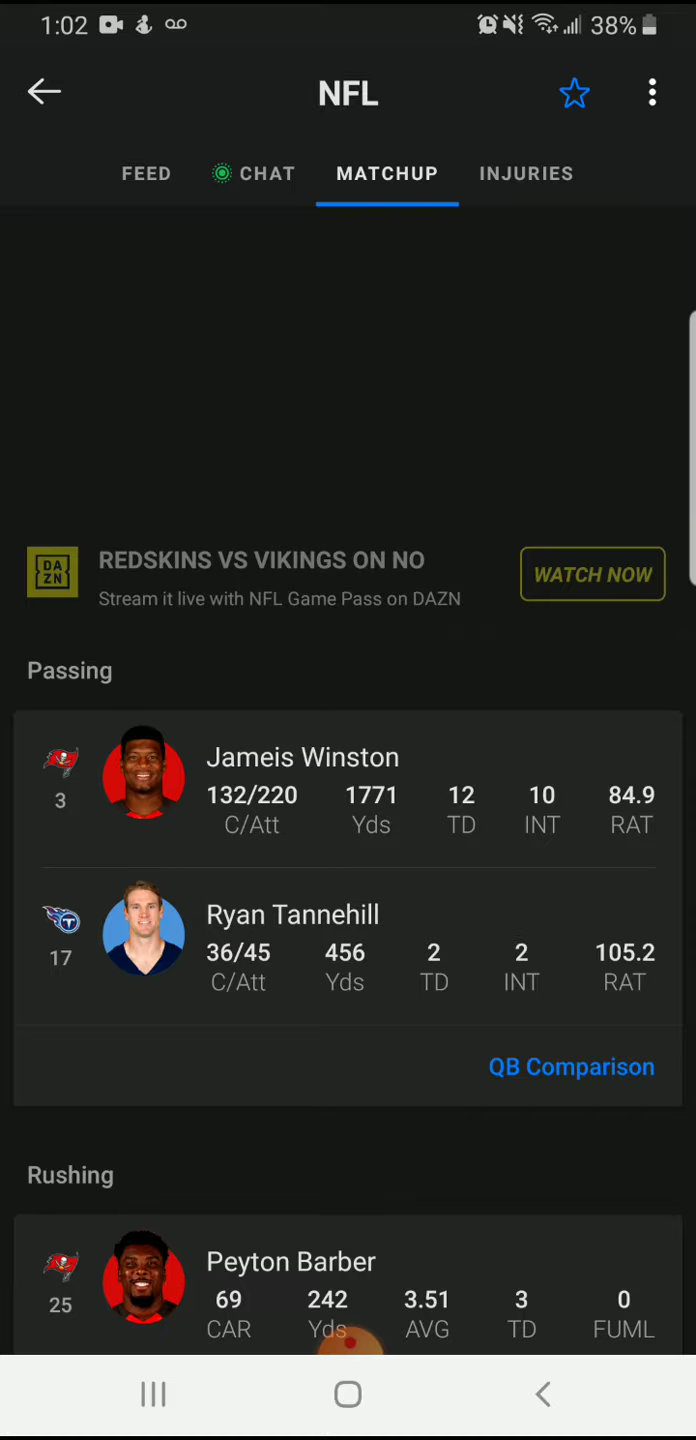 1:02 38%
NFL
FEED CHAT MATCHUP INJURIES
DAZN
REDSKINS VS VIKINGS ON NO
Stream it live with NFL Game Pass on DAZN
WATCH NOW
Passing
3
Jameis Winston
132/220 1771 12 10 84.9
C/Att Yds TD INT RAT
17
Ryan Tannehill
36/45 456 2 2 105.2
C/Att Yds TD INT RAT
QB Comparison
Rushing
25
Peyton Barber
69 242 3.51 3 0
CAR Yds AVG TD FUML